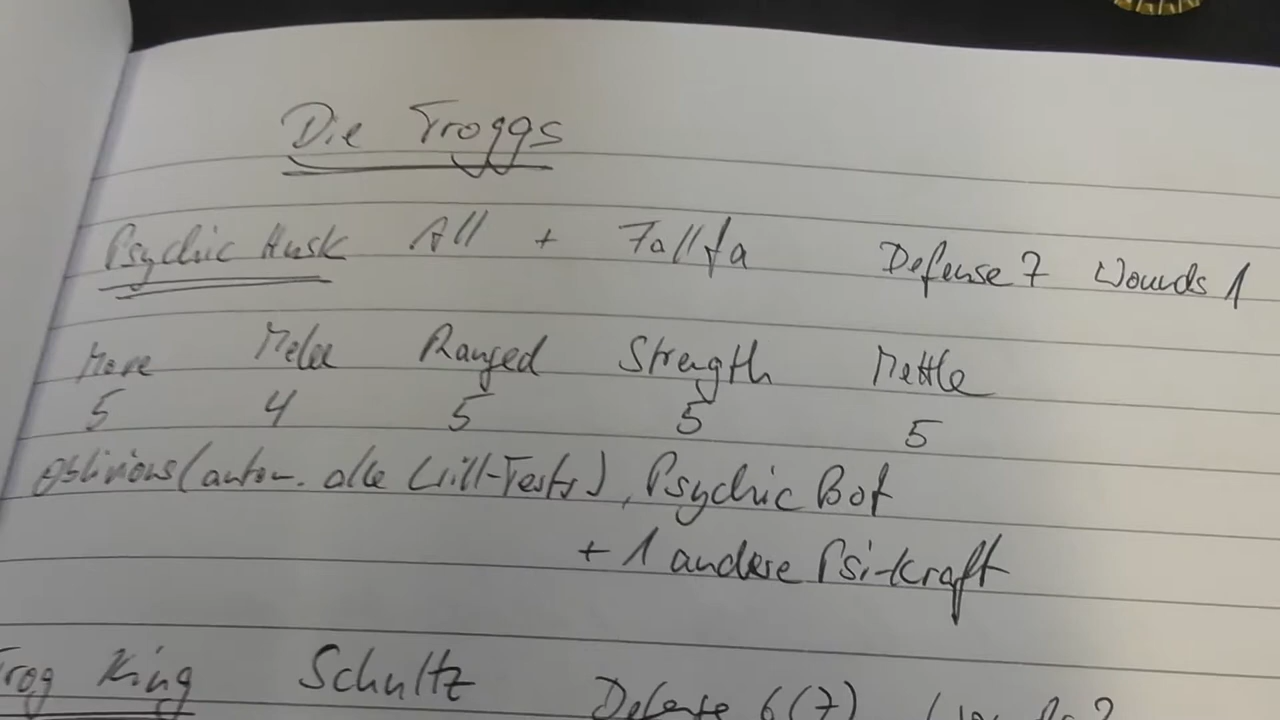 Die Troggs
Psychic Husk All + Fallfa Defense 7 Wounds 1
Move Melee Ranged Strength Mettle
5 4 5 5 5
Oblivious (autom. alle Will-Tests), Psychic Bot
+ 1 andere Psi-Kraft
Trog King Schultz Defense 6(7)